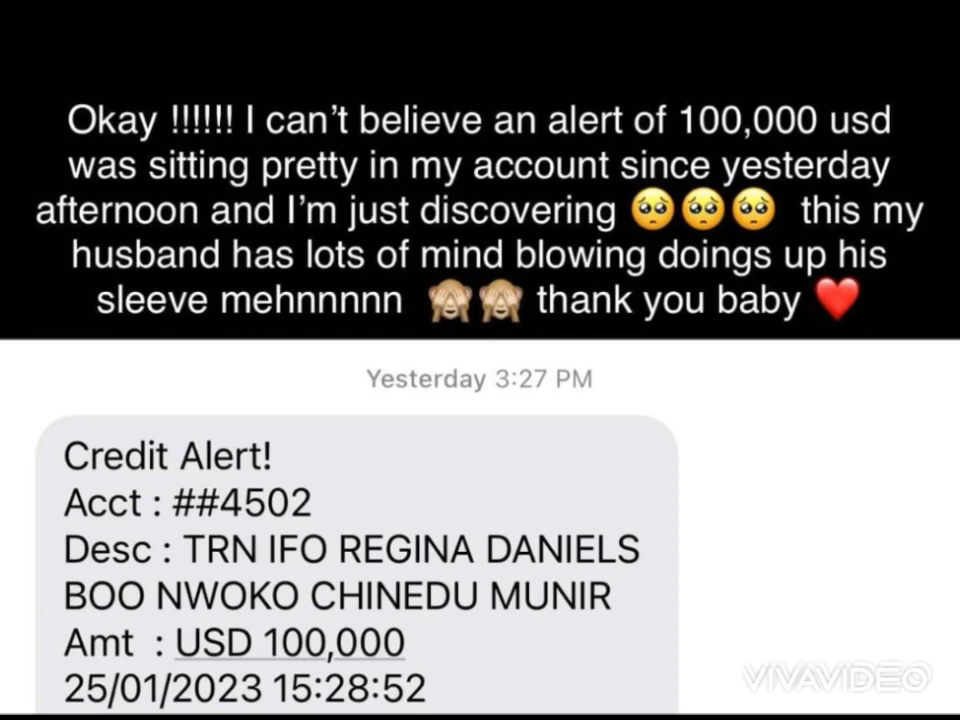 Okay !!!!!! I can’t believe an alert of 100,000 usd
was sitting pretty in my account since yesterday
afternoon and I’m just discovering 🥺🥺🥺 this my
husband has lots of mind blowing doings up his
sleeve mehnnnnn 🙈🙈 thank you baby ❤️
Yesterday 3:27 PM
Credit Alert!
Acct : ##4502
Desc : TRN IFO REGINA DANIELS
BOO NWOKO CHINEDU MUNIR
Amt : USD 100,000
25/01/2023 15:28:52
VIVAVIDEO